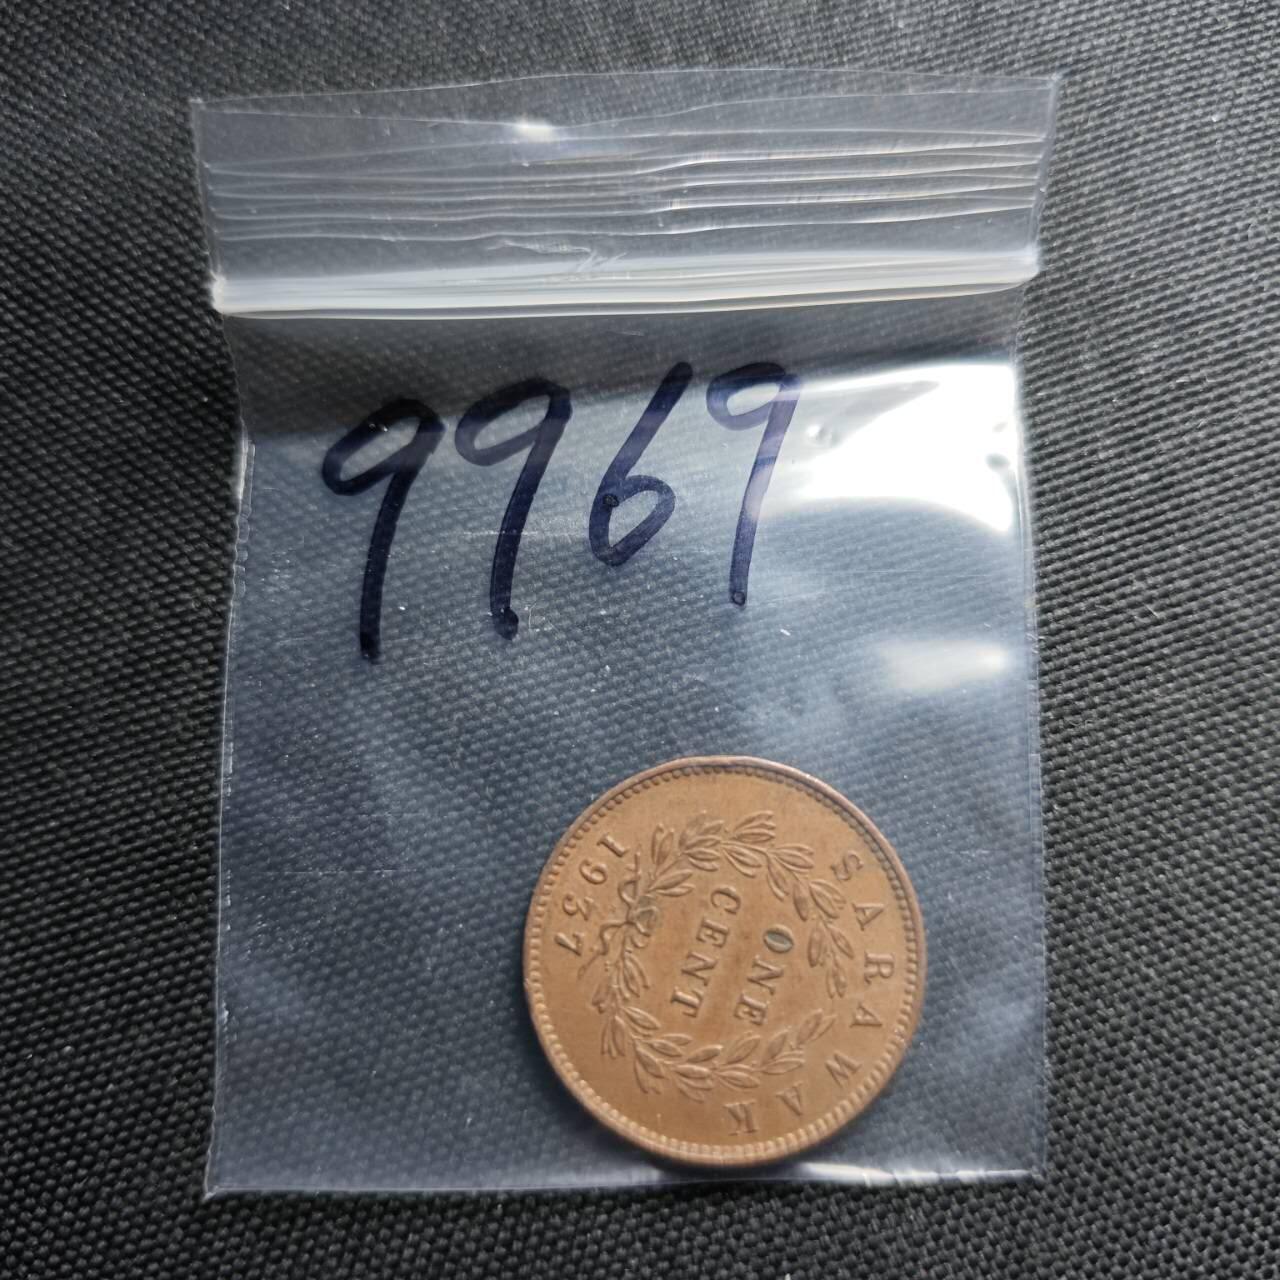 9969
SARAWAK
ONE
CENT
1937